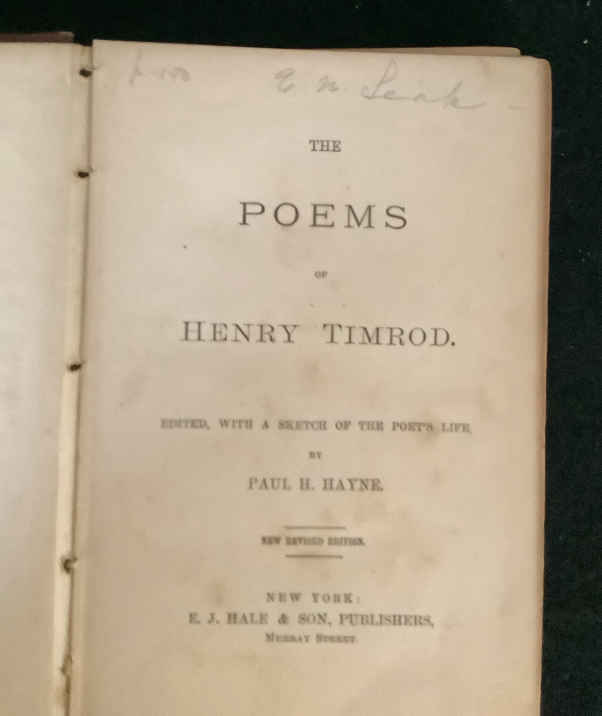 E. N. Leak
THE
POEMS
OF
HENRY TIMROD.
EDITED, WITH A SKETCH OF THE POET'S LIFE,
BY
PAUL H. HAYNE.
NEW REVISED EDITION.
NEW YORK:
E. J. HALE & SON, PUBLISHERS,
MURRAY STREET.